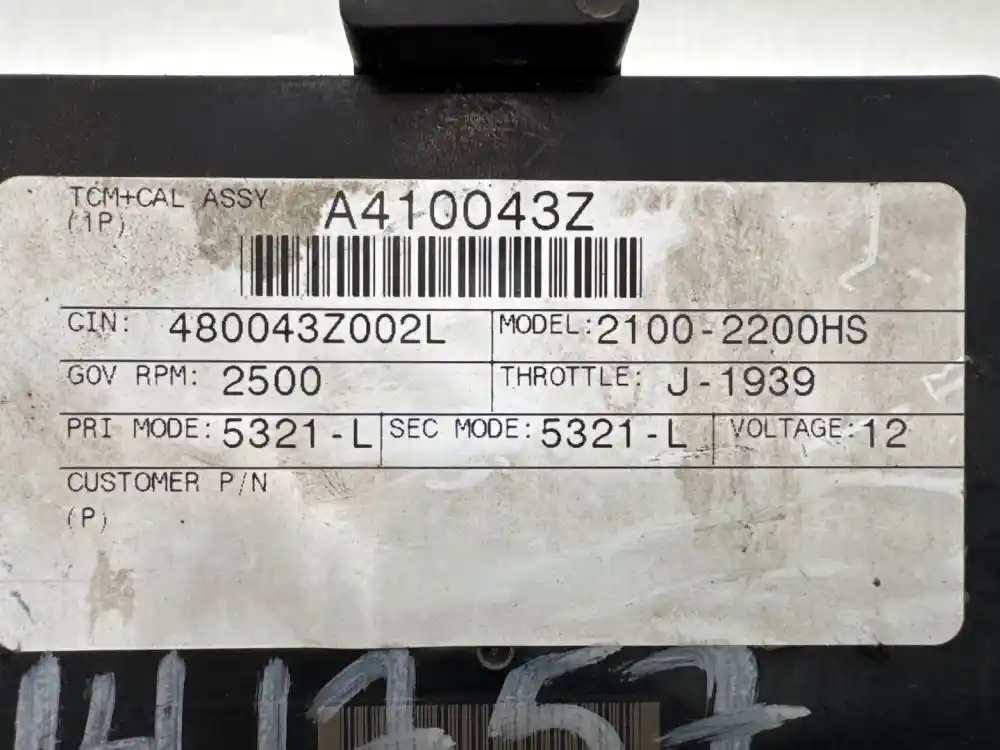 TCM+CAL ASSY A410043Z
(1P)
CIN: 480043Z002L MODEL: 2100-2200HS
GOV RPM: 2500 THROTTLE: J-1939
PRI MODE: 5321-L SEC MODE: 5321-L VOLTAGE: 12
CUSTOMER P/N
(P)